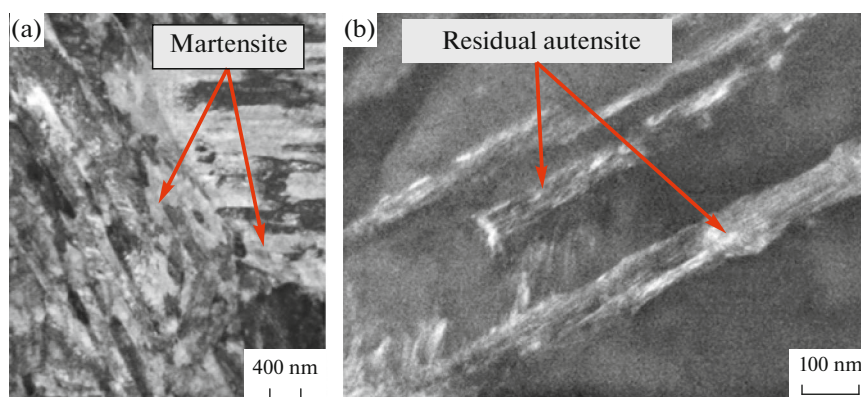 (a)
Martensite
400 nm
(b)
Residual autensite
100 nm